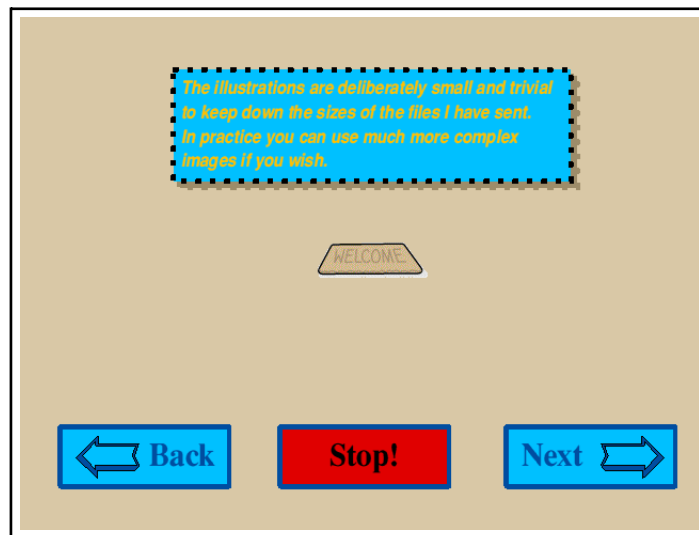 The illustrations are deliberately small and trivial
to keep down the sizes of the files I have sent.
In practice you can use much more complex
images if you wish.
WELCOME
Back
Stop!
Next